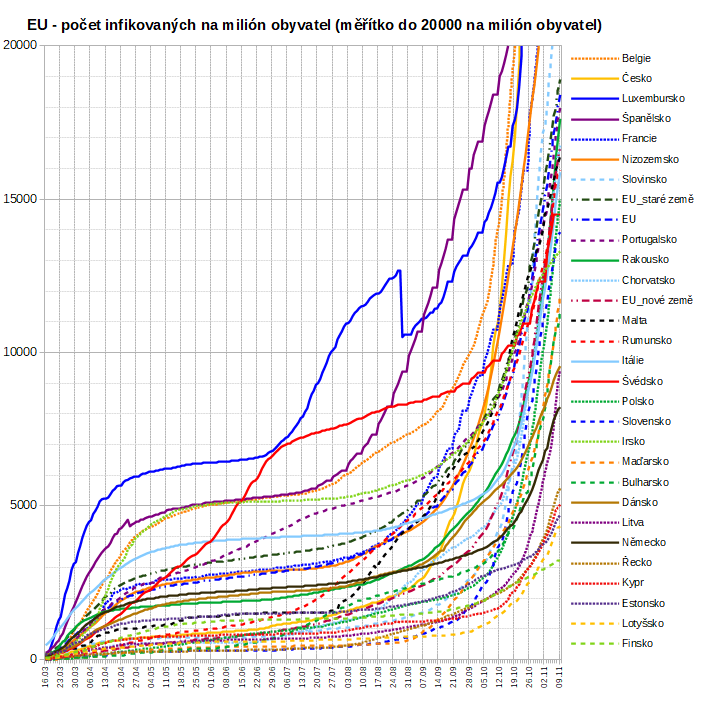 EU - počet infikovaných na milión obyvatel (měřítko do 20000 na milión obyvatel)
20000
15000
10000
5000
0
Belgie
Česko
Luxembursko
Španělsko
Francie
Nizozemsko
Slovinsko
EU_staré země
EU
Portugalsko
Rakousko
Chorvatsko
EU_nové země
Malta
Rumunsko
Itálie
Švédsko
Polsko
Slovensko
Irsko
Maďarsko
Bulharsko
Dánsko
Litva
Německo
Řecko
Kypr
Estonsko
Lotyšsko
Finsko
16.03
23.03
30.03
06.04
13.04
20.04
27.04
04.05
11.05
18.05
25.05
01.06
08.06
15.06
22.06
29.06
06.07
13.07
20.07
27.07
03.08
10.08
17.08
24.08
31.08
07.09
14.09
21.09
28.09
05.10
12.10
19.10
26.10
02.11
09.11